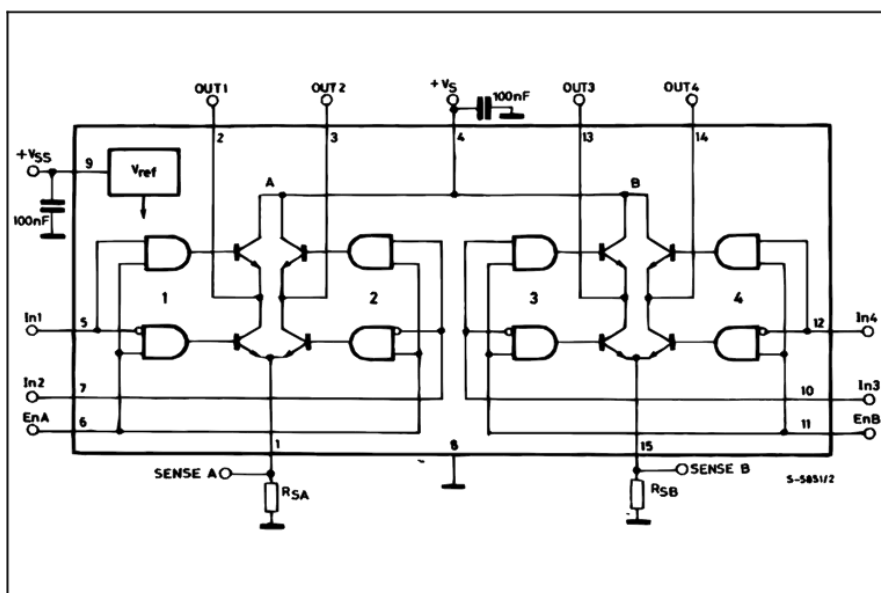 OUT1 OUT2 +VS 100nF OUT3 OUT4
2 3 4 13 14
+VSS 9 Vref A B
100nF
1 2 3 4
In1 5 12 In4
In2 7 10 In3
EnA 6 11 EnB
1 8 15
SENSE A SENSE B S-5851/2
RSA RSB